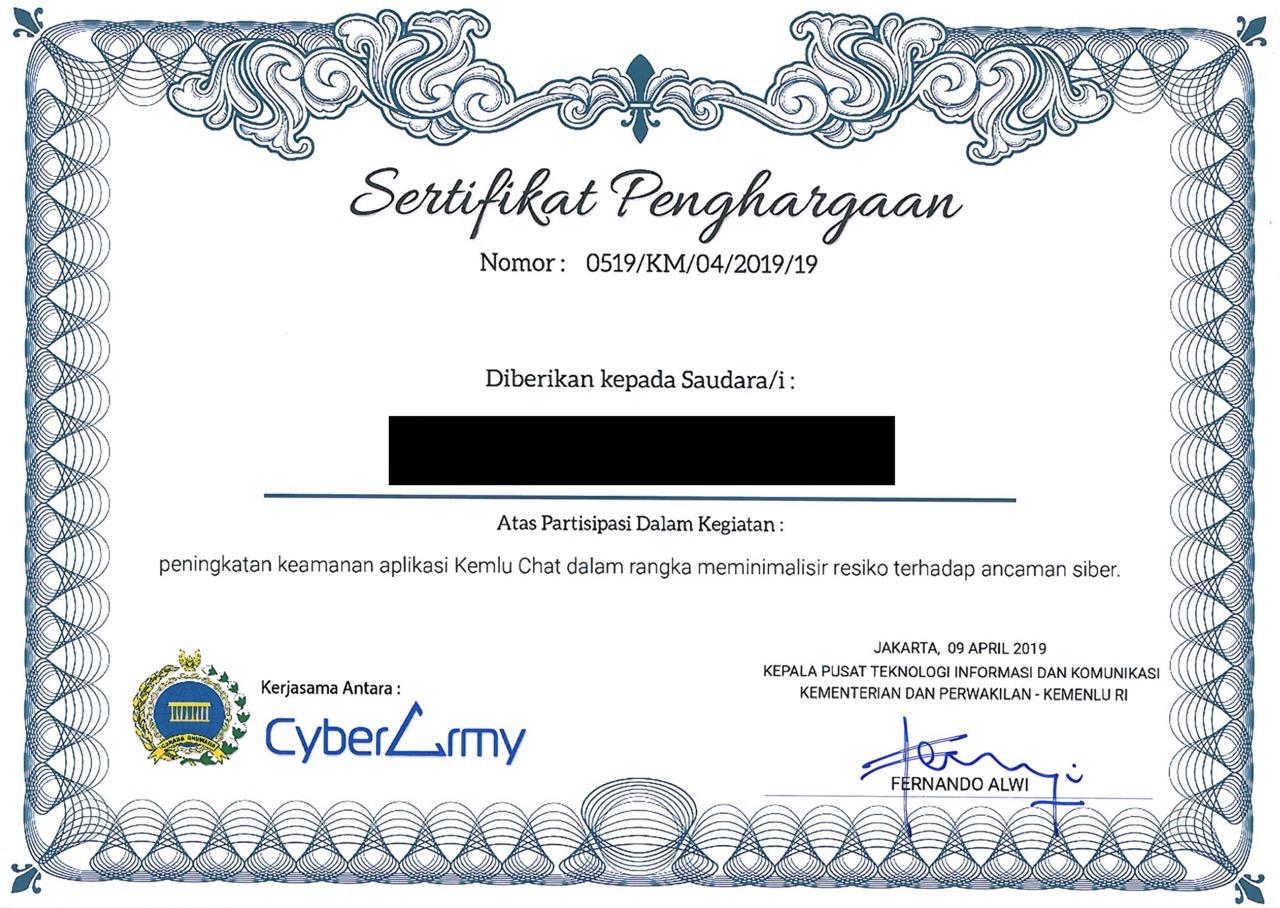 Sertifikat Penghargaan
Nomor : 0519/KM/04/2019/19
Diberikan kepada Saudara/i :
Atas Partisipasi Dalam Kegiatan :
peningkatan keamanan aplikasi Kemlu Chat dalam rangka meminimalisir resiko terhadap ancaman siber.
JAKARTA, 09 APRIL 2019
KEPALA PUSAT TEKNOLOGI INFORMASI DAN KOMUNIKASI
KEMENTERIAN DAN PERWAKILAN - KEMENLU RI
Kerjasama Antara :
CyberArmy
CARAKA BHUWANA
FERNANDO ALWI